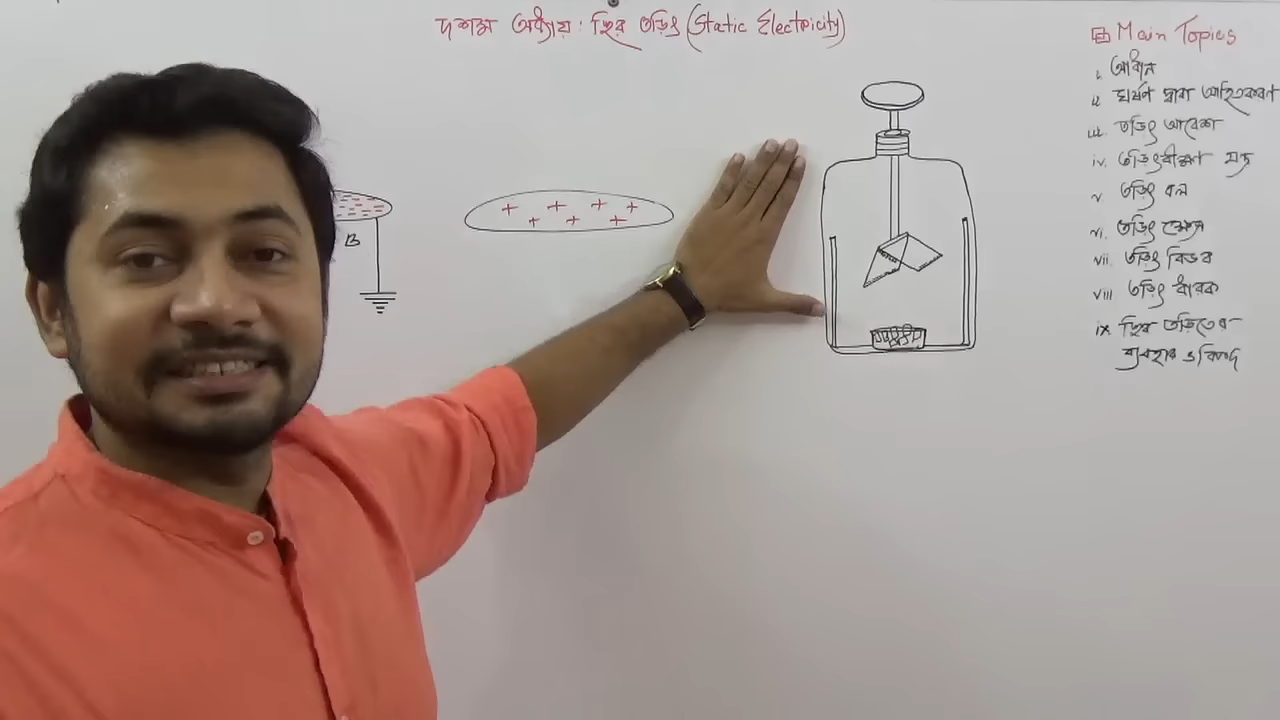 দশম অধ্যায়: স্থির তড়িৎ (Static Electricity)
B
Main Topics
i. আধান
ii. ঘর্ষণ দ্বারা আহিতকরণ
iii. তড়িৎ আবেশ
iv. তড়িৎবীক্ষণ যন্ত্র
v. তড়িৎ বল
vi. তড়িৎ ক্ষেত্র
vii. তড়িৎ বিভব
viii তড়িৎ ধারক
ix স্থির তড়িতের
ব্যবহার ও